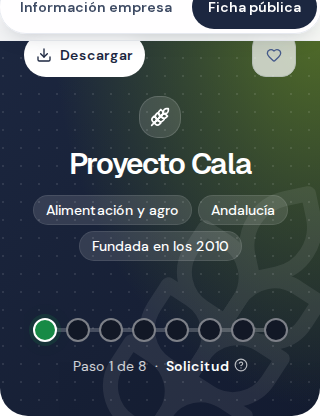 Información empresa
Ficha pública
Descargar
Proyecto Cala
Alimentación y agro
Andalucía
Fundada en los 2010
Paso 1 de 8 · Solicitud